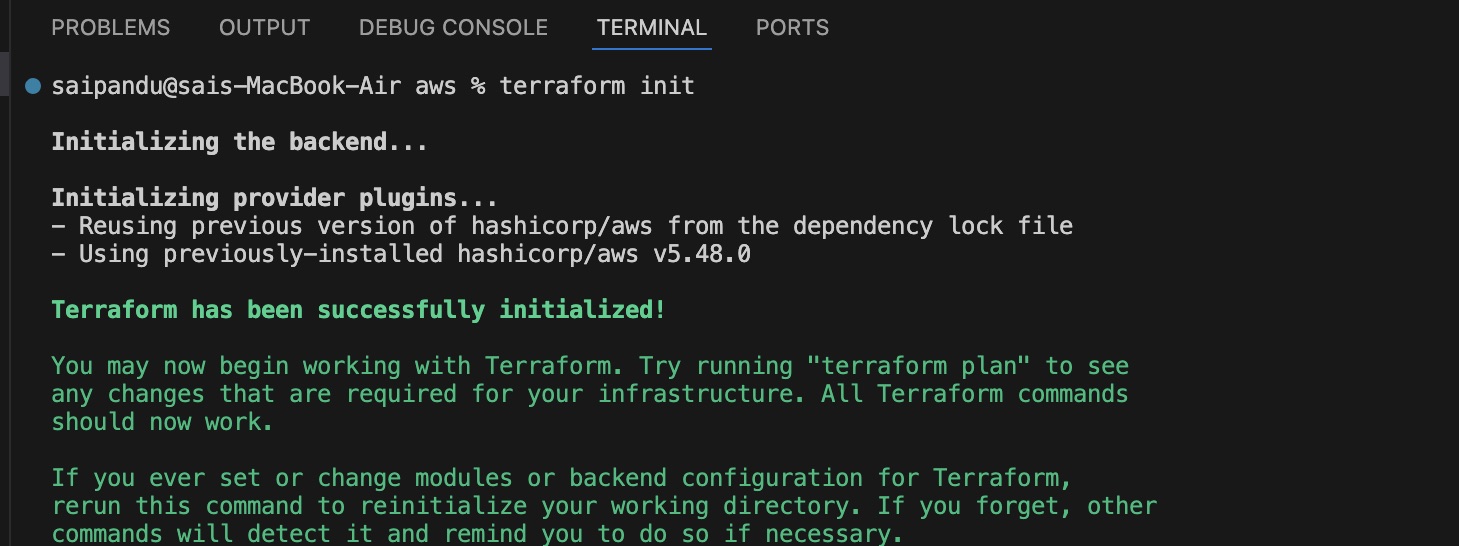 PROBLEMS OUTPUT DEBUG CONSOLE TERMINAL PORTS
saipandu@sais-MacBook-Air aws % terraform init
Initializing the backend...
Initializing provider plugins...
- Reusing previous version of hashicorp/aws from the dependency lock file
- Using previously-installed hashicorp/aws v5.48.0
Terraform has been successfully initialized!
You may now begin working with Terraform. Try running "terraform plan" to see
any changes that are required for your infrastructure. All Terraform commands
should now work.
If you ever set or change modules or backend configuration for Terraform,
rerun this command to reinitialize your working directory. If you forget, other
commands will detect it and remind you to do so if necessary.